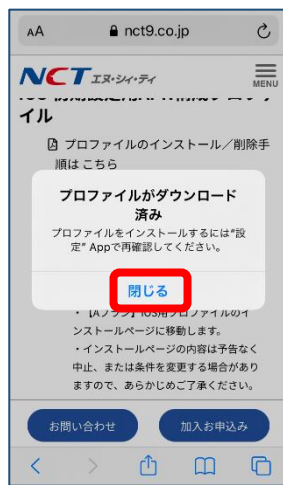 AA nct9.co.jp
NCT エヌ・シィ・ティ
MENU
イル
プロファイルのインストール／削除手
順はこちら
プロファイルがダウンロード
済み
プロファイルをインストールするには"設
定" Appで再確認してください。
閉じる
・【Aプラン】iOS用プロファイルのイ
ンストールページに移動します。
・インストールページの内容は予告なく
中止、または条件を変更する場合があり
ますので、あらかじめご了承ください。
お問い合わせ 加入お申込み